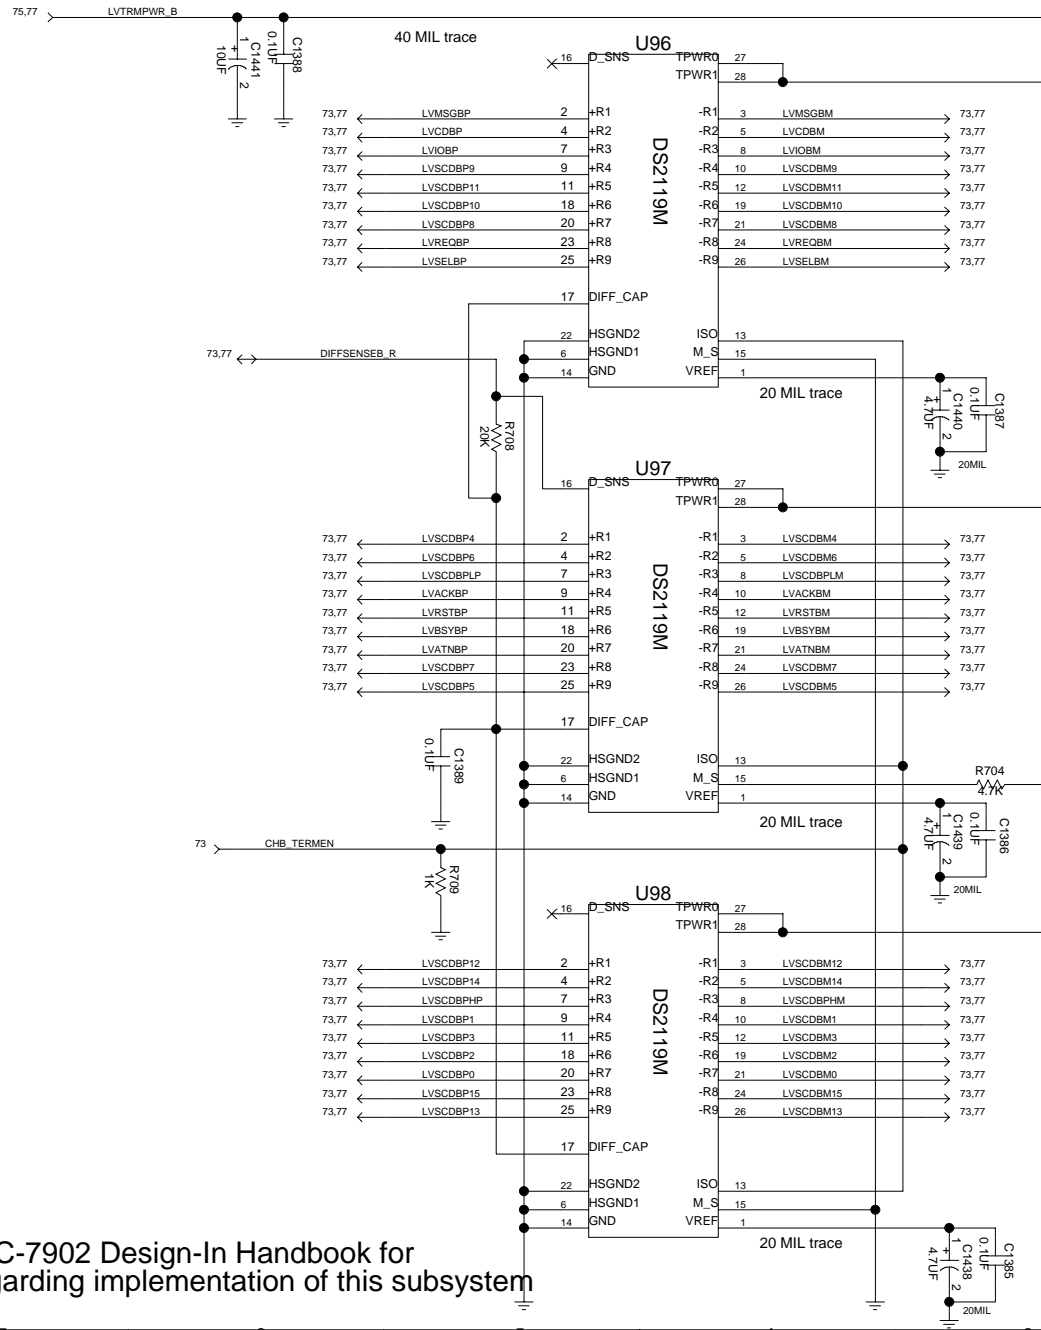 75,77 LVTRMPWR_B
40 MIL trace
1 + 2 C1441 10UF
C1388 0.1UF
U96
16 D_SNS TPWR0 27
TPWR1 28
73,77 LVMSGBP 2 +R1 -R1 3 LVMSGBM 73,77
73,77 LVCDBP 4 +R2 -R2 5 LVCDBM 73,77
73,77 LVIOBP 7 +R3 -R3 8 LVIOBM 73,77
73,77 LVSCDBP9 9 +R4 -R4 10 LVSCDBM9 73,77
73,77 LVSCDBP11 11 +R5 -R5 12 LVSCDBM11 73,77
73,77 LVSCDBP10 18 +R6 -R6 19 LVSCDBM10 73,77
73,77 LVSCDBP8 20 +R7 -R7 21 LVSCDBM8 73,77
73,77 LVREQBP 23 +R8 -R8 24 LVREQBM 73,77
73,77 LVSELBP 25 +R9 -R9 26 LVSELBM 73,77
DS2119M
17 DIFF_CAP
22 HSGND2 ISO 13
73,77 DIFFSENSEB_R 6 HSGND1 M_S 15
14 GND VREF 1
20 MIL trace
1 + 2 C1440 4.7UF
C1387 0.1UF
20MIL
R708 20K
U97
16 D_SNS TPWR0 27
TPWR1 28
73,77 LVSCDBP4 2 +R1 -R1 3 LVSCDBM4 73,77
73,77 LVSCDBP6 4 +R2 -R2 5 LVSCDBM6 73,77
73,77 LVSCDBPLP 7 +R3 -R3 8 LVSCDBPLM 73,77
73,77 LVACKBP 9 +R4 -R4 10 LVACKBM 73,77
73,77 LVRSTBP 11 +R5 -R5 12 LVRSTBM 73,77
73,77 LVBSYBP 18 +R6 -R6 19 LVBSYBM 73,77
73,77 LVATNBP 20 +R7 -R7 21 LVATNBM 73,77
73,77 LVSCDBP7 23 +R8 -R8 24 LVSCDBM7 73,77
73,77 LVSCDBP5 25 +R9 -R9 26 LVSCDBM5 73,77
DS2119M
17 DIFF_CAP
C1389 0.1UF
22 HSGND2 ISO 13
6 HSGND1 M_S 15
R704 4.7K
14 GND VREF 1
20 MIL trace
1 + 2 C1439 4.7UF
C1386 0.1UF
20MIL
73 CHB_TERMEN
R709 1K
U98
16 D_SNS TPWR0 27
TPWR1 28
73,77 LVSCDBP12 2 +R1 -R1 3 LVSCDBM12 73,77
73,77 LVSCDBP14 4 +R2 -R2 5 LVSCDBM14 73,77
73,77 LVSCDBPHP 7 +R3 -R3 8 LVSCDBPHM 73,77
73,77 LVSCDBP1 9 +R4 -R4 10 LVSCDBM1 73,77
73,77 LVSCDBP3 11 +R5 -R5 12 LVSCDBM3 73,77
73,77 LVSCDBP2 18 +R6 -R6 19 LVSCDBM2 73,77
73,77 LVSCDBP0 20 +R7 -R7 21 LVSCDBM0 73,77
73,77 LVSCDBP15 23 +R8 -R8 24 LVSCDBM15 73,77
73,77 LVSCDBP13 25 +R9 -R9 26 LVSCDBM13 73,77
DS2119M
17 DIFF_CAP
22 HSGND2 ISO 13
6 HSGND1 M_S 15
14 GND VREF 1
20 MIL trace
1 + 2 C1438 4.7UF
C1385 0.1UF
20MIL
C-7902 Design-In Handbook for
garding implementation of this subsystem